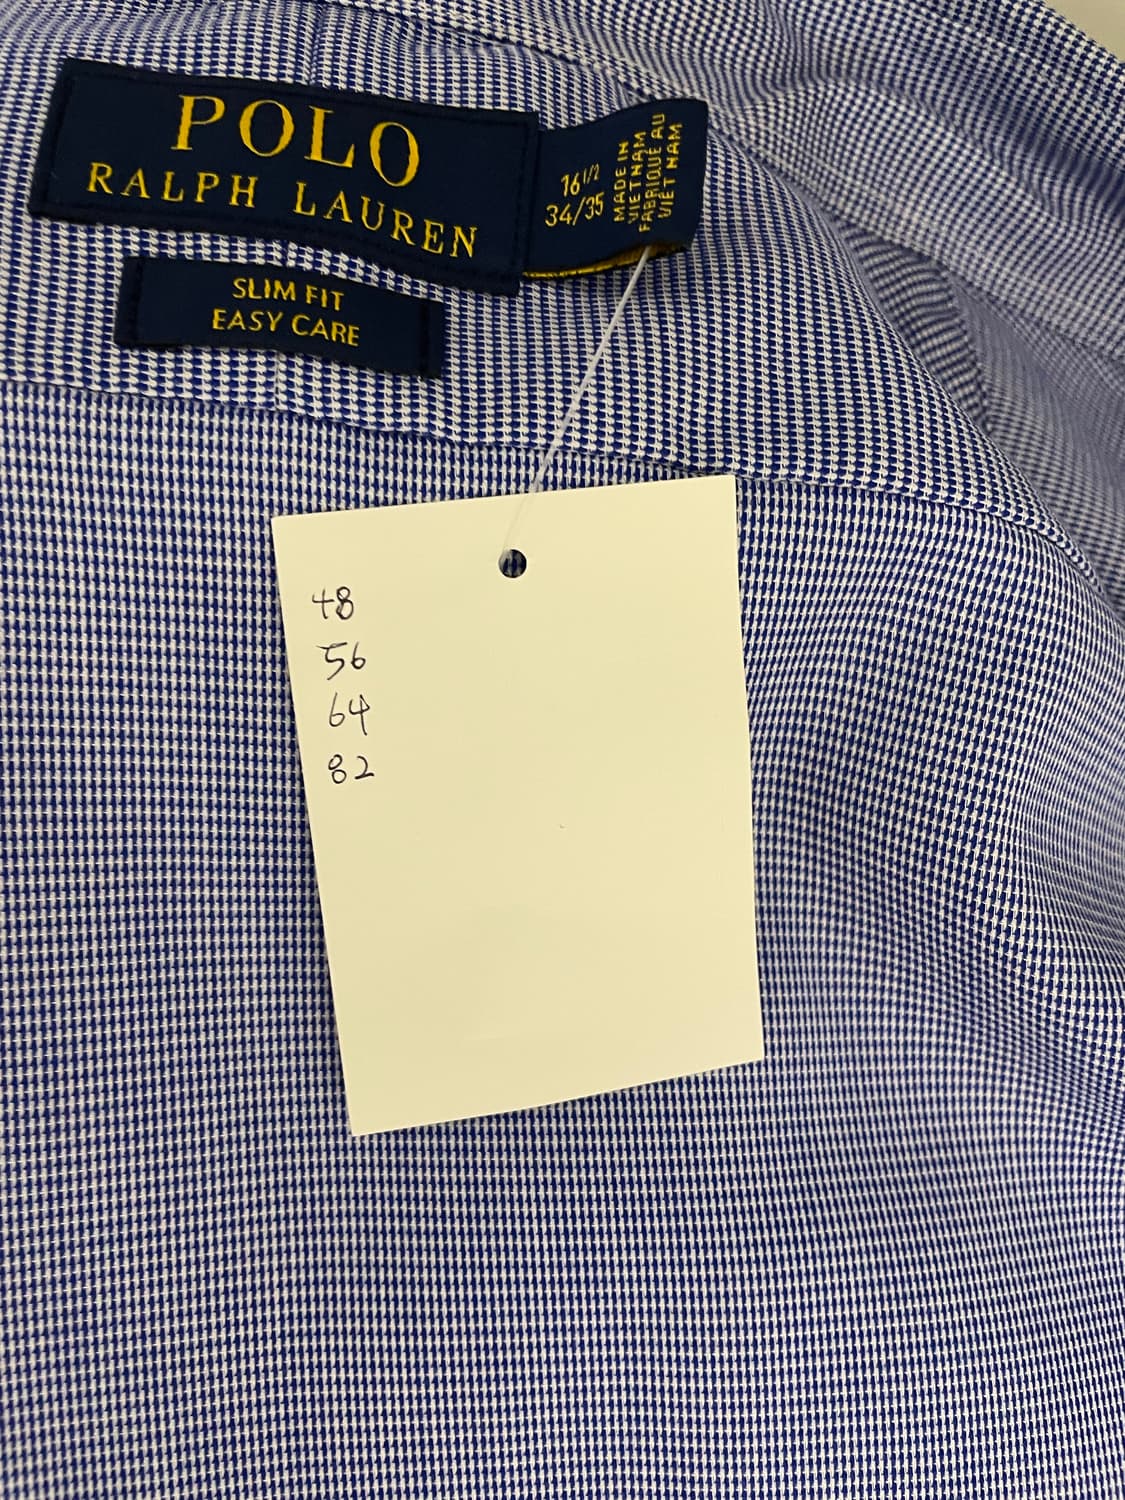 POLO
RALPH LAUREN
16 1/2
34/35
MADE IN
VIETNAM
FABRIQUÉ AU
VIÊT NAM
SLIM FIT
EASY CARE
48
56
64
82